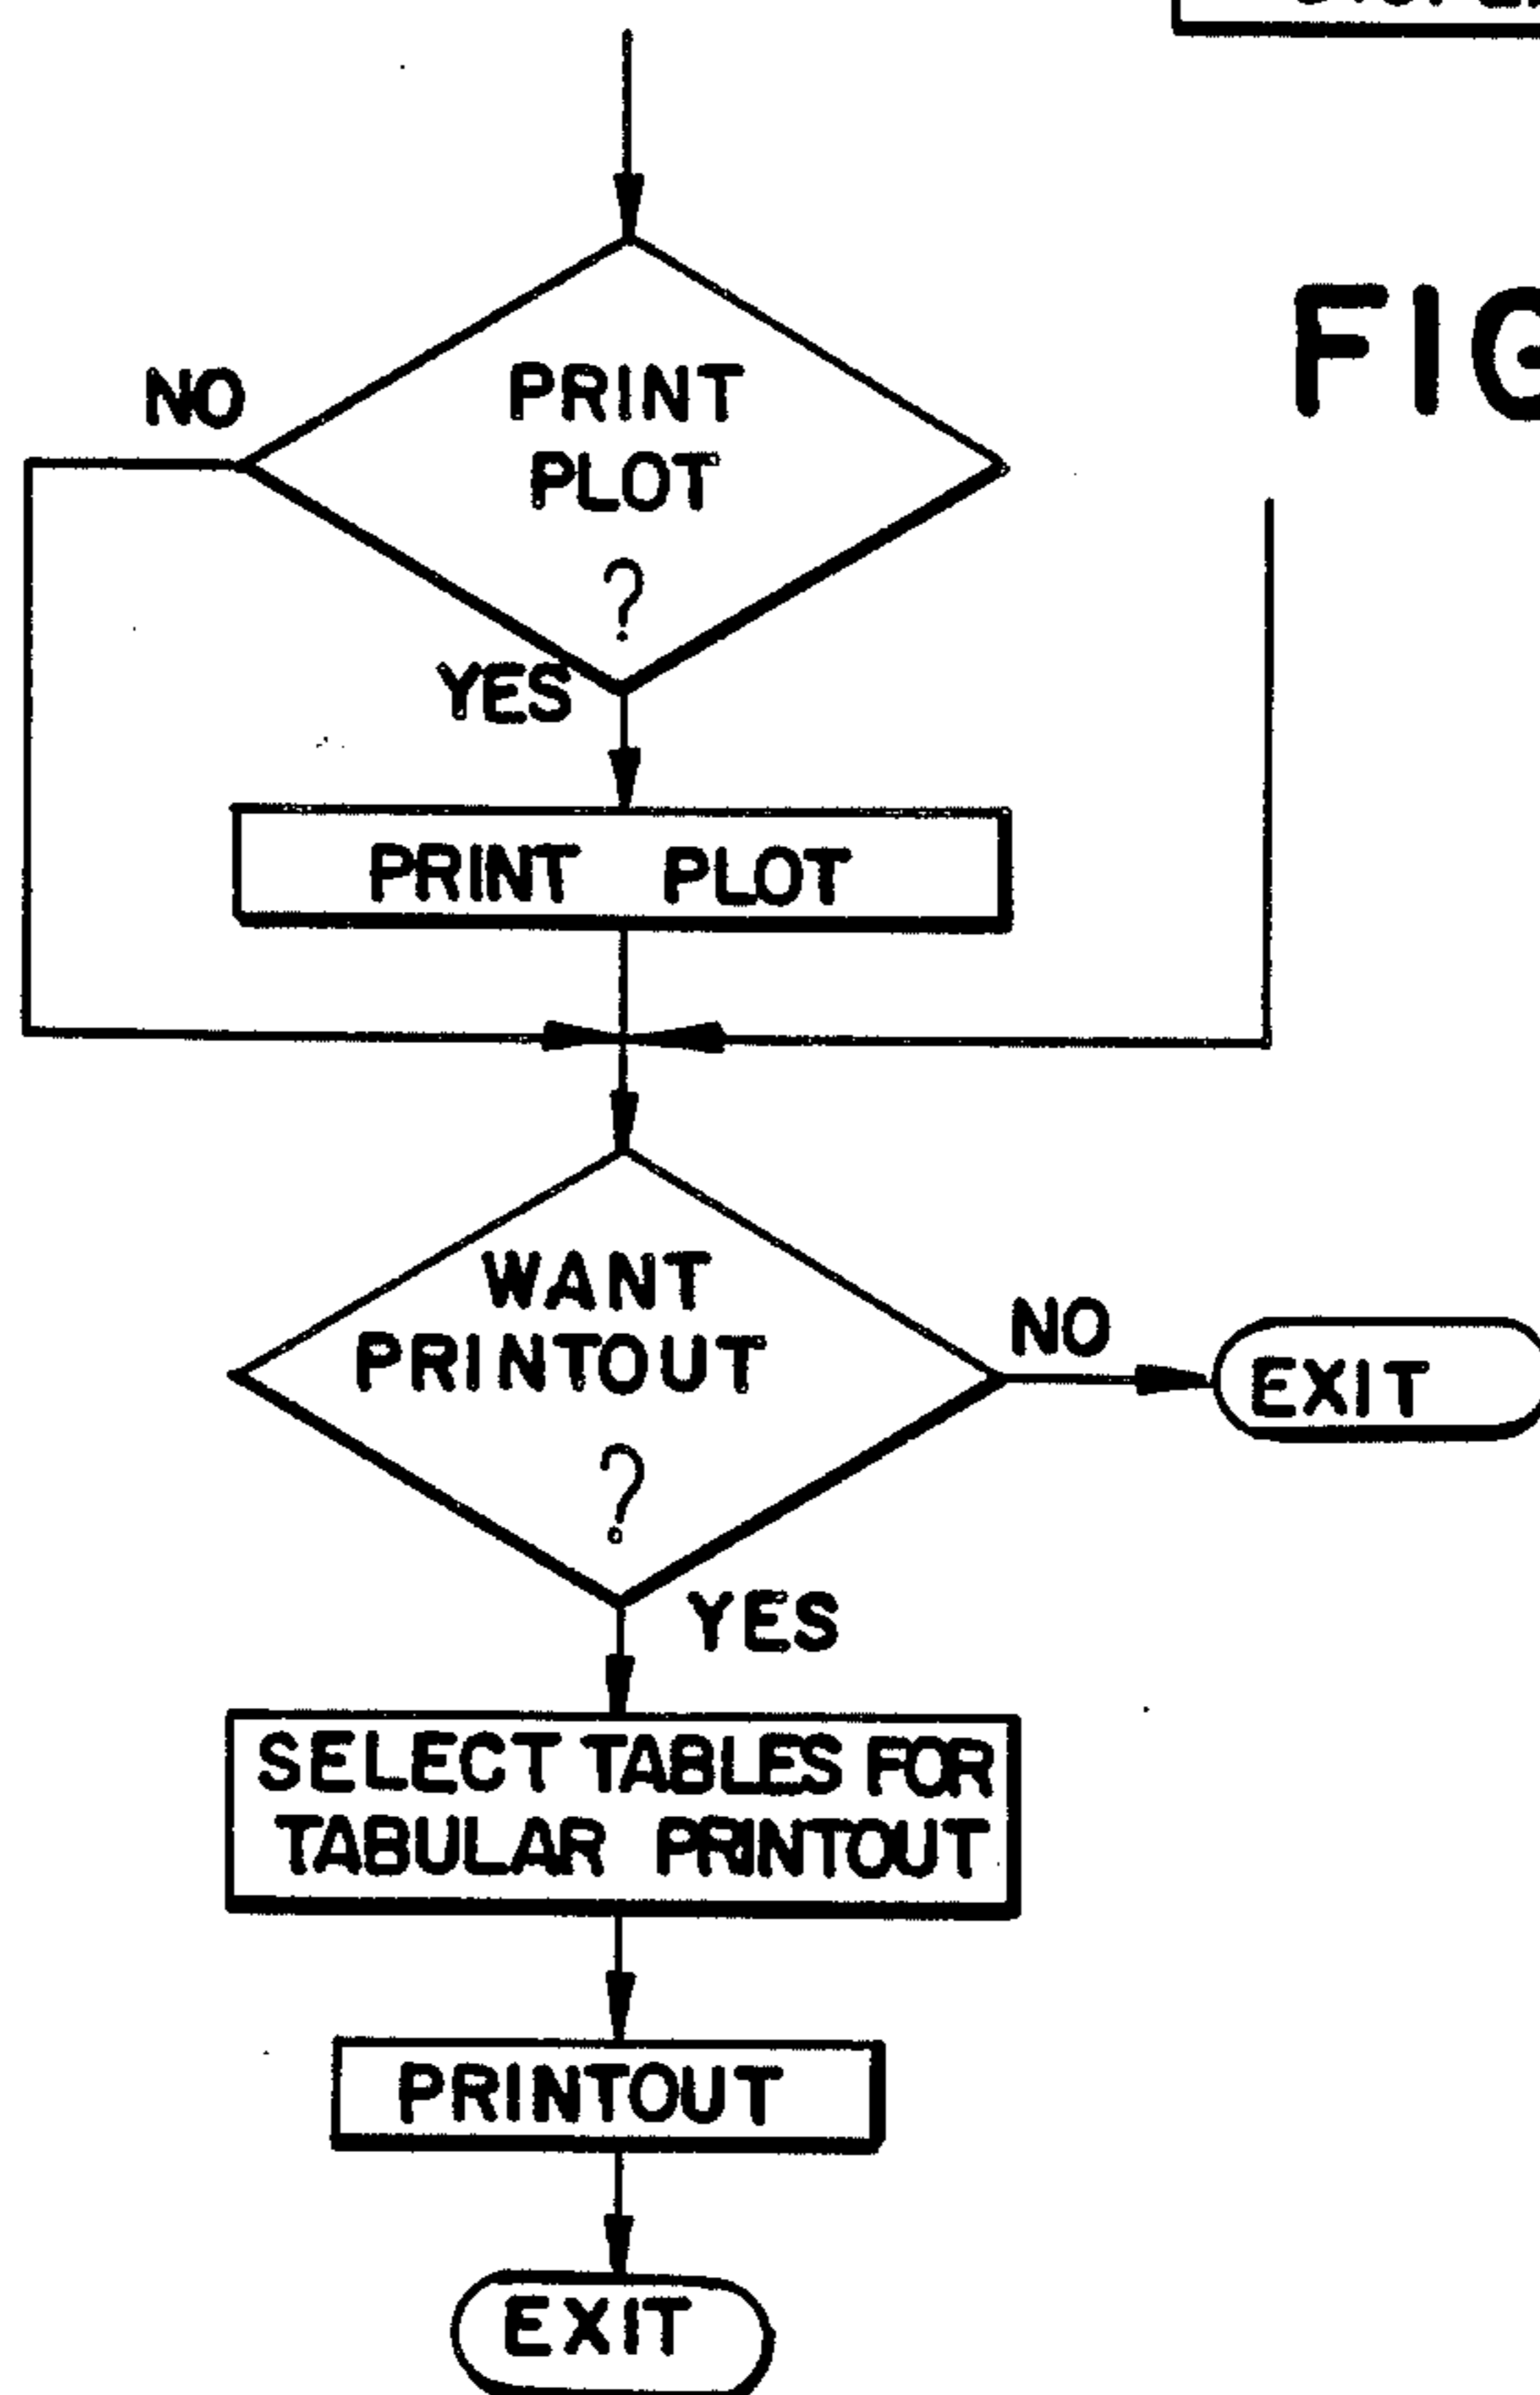 NO
PRINT
PLOT
?
YES
PRINT PLOT
WANT
PRINTOUT
?
NO
EXIT
YES
SELECT TABLES FOR
TABULAR PRINTOUT
PRINTOUT
EXIT